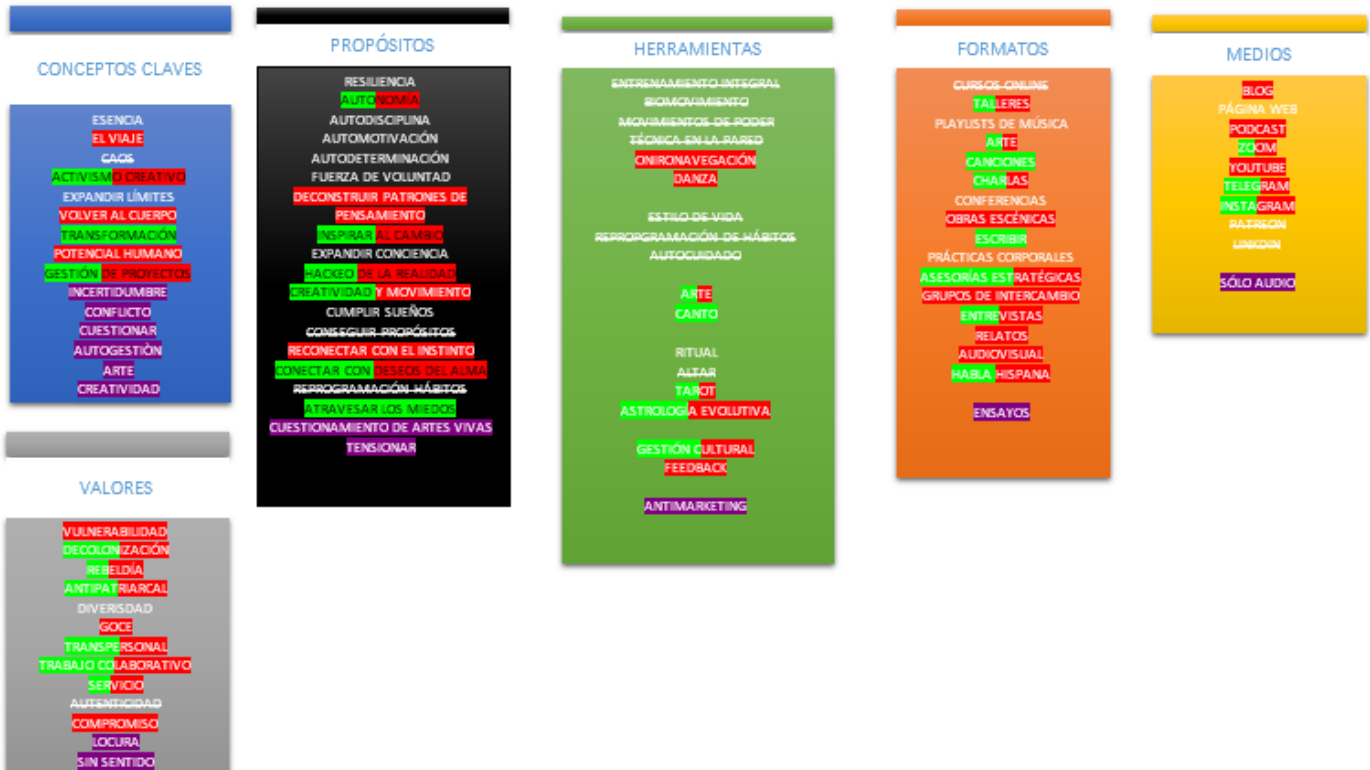 CONCEPTOS CLAVES
ESENCIA
EL VIAJE
CAOS
ACTIVISMO CREATIVO
EXPANDIR LÍMITES
VOLVER AL CUERPO
TRANSFORMACIÓN
POTENCIAL HUMANO
GESTIÓN DE PROYECTOS
INCERTIDUMBRE
CONFLICTO
CUESTIONAR
AUTOGESTIÒN
ARTE
CREATIVIDAD
VALORES
VULNERABILIDAD
DECOLONIZACIÓN
REBELDÍA
ANTIPATRIARCAL
DIVERISDAD
GOCE
TRANSPERSONAL
TRABAJO COLABORATIVO
SERVICIO
AUTENTICIDAD
COMPROMISO
LOCURA
SIN SENTIDO
PROPÓSITOS
RESILIENCIA
AUTONOMÍA
AUTODISCIPLINA
AUTOMOTIVACIÓN
AUTODETERMINACIÓN
FUERZA DE VOLUNTAD
DECONSTRUIR PATRONES DE
PENSAMIENTO
INSPIRAR AL CAMBIO
EXPANDIR CONCIENCIA
HACKEO DE LA REALIDAD
CREATIVIDAD Y MOVIMIENTO
CUMPLIR SUEÑOS
CONSEGUIR PROPÓSITOS
RECONECTAR CON EL INSTINTO
CONECTAR CON DESEOS DEL ALMA
REPROGRAMACIÓN HÁBITOS
ATRAVESAR LOS MIEDOS
CUESTIONAMIENTO DE ARTES VIVAS
TENSIONAR
HERRAMIENTAS
ENTRENAMIENTO INTEGRAL
BIOMOVIMIENTO
MOVIMIENTOS DE PODER
TÉCNICA EN LA PARED
ONIRONAVEGACIÓN
DANZA
ESTILO DE VIDA
REPROPGRAMACIÓN DE HÁBITOS
AUTOCUIDADO
ARTE
CANTO
RITUAL
ALTAR
TAROT
ASTROLOGÍA EVOLUTIVA
GESTIÓN CULTURAL
FEEDBACK
ANTIMARKETING
FORMATOS
CURSOS ONLINE
TALLERES
PLAYLISTS DE MÚSICA
ARTE
CANCIONES
CHARLAS
CONFERENCIAS
OBRAS ESCÉNICAS
ESCRIBIR
PRÁCTICAS CORPORALES
ASESORÍAS ESTRATÉGICAS
GRUPOS DE INTERCAMBIO
ENTREVISTAS
RELATOS
AUDIOVISUAL
HABLA HISPANA
ENSAYOS
MEDIOS
BLOG
PÁGINA WEB
PODCAST
ZOOM
YOUTUBE
TELEGRAM
INSTAGRAM
PATREON
LINKDIN
SÓLO AUDIO